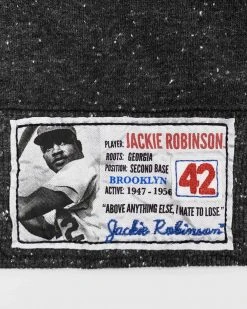 PLAYER: JACKIE ROBINSON
ROOTS: GEORGIA
POSITION: SECOND BASE
BROOKLYN
ACTIVE: 1947 - 1956
42
"ABOVE ANYTHING ELSE, I HATE TO LOSE."
Jackie Robinson